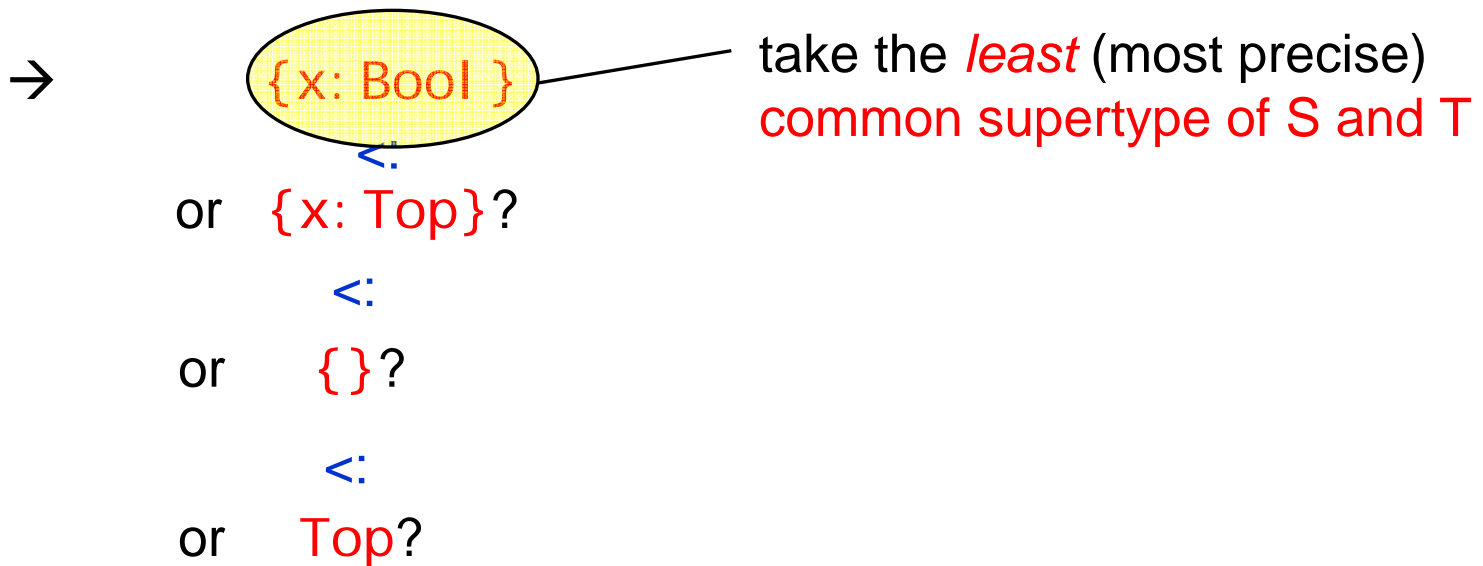 → {x: Bool } take the least (most precise)
common supertype of S and T
<:
or {x: Top}?
<:
or {}?
<:
or Top?